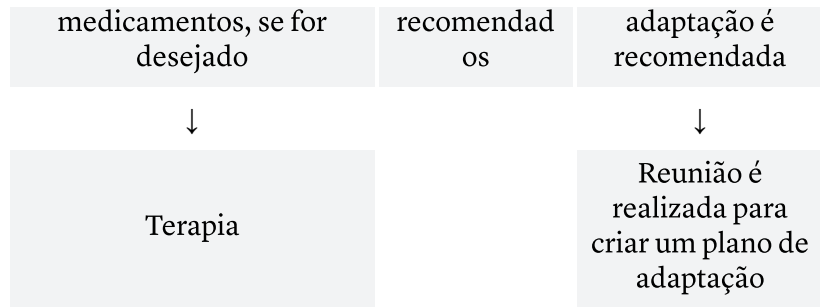 medicamentos, se for
desejado
recomendad
os
adaptação é
recomendada
↓
↓
Terapia
Reunião é
realizada para
criar um plano de
adaptação